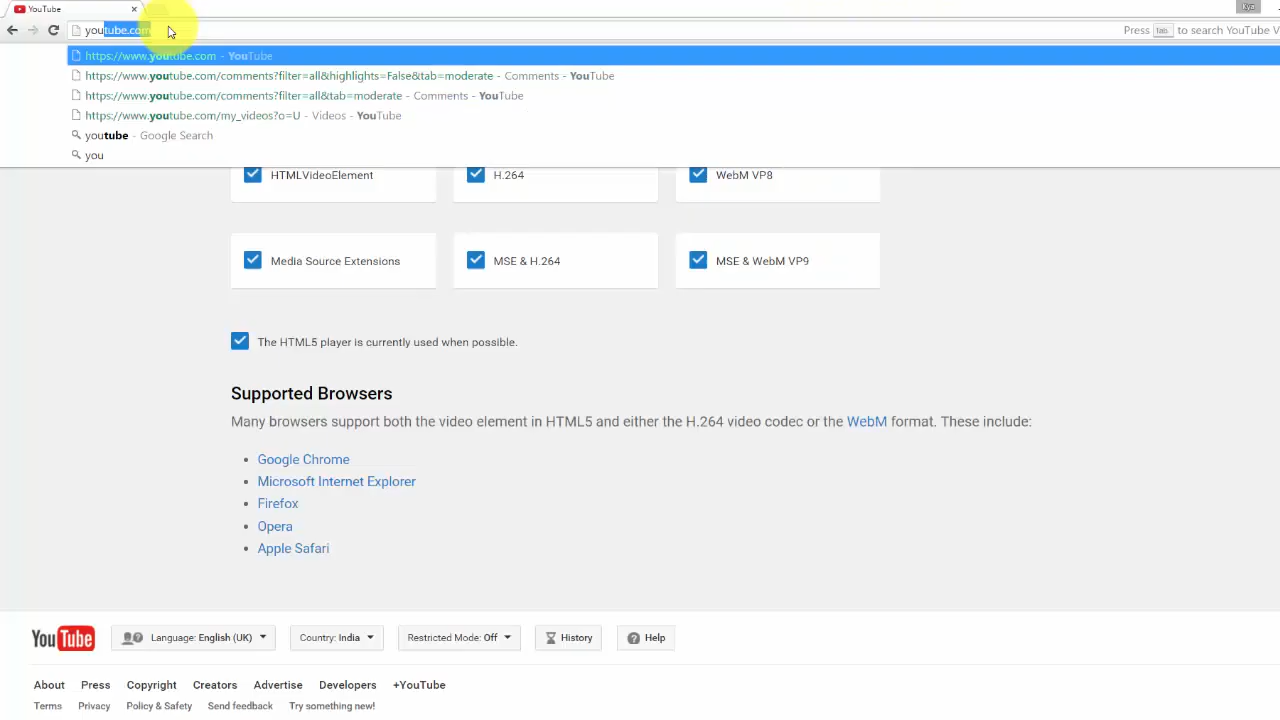 YouTube
Kya
youtube.com
Press tab to search YouTube V
https://www.youtube.com - YouTube
https://www.youtube.com/comments?filter=all&highlights=False&tab=moderate - Comments - YouTube
https://www.youtube.com/comments?filter=all&tab=moderate - Comments - YouTube
https://www.youtube.com/my_videos?o=U - Videos - YouTube
youtube - Google Search
you
HTMLVideoElement
H.264
WebM VP8
Media Source Extensions
MSE & H.264
MSE & WebM VP9
The HTML5 player is currently used when possible.
Supported Browsers
Many browsers support both the video element in HTML5 and either the H.264 video codec or the WebM format. These include:
Google Chrome
Microsoft Internet Explorer
Firefox
Opera
Apple Safari
YouTube Language: English (UK) Country: India Restricted Mode: Off History Help
About Press Copyright Creators Advertise Developers +YouTube
Terms Privacy Policy & Safety Send feedback Try something new!